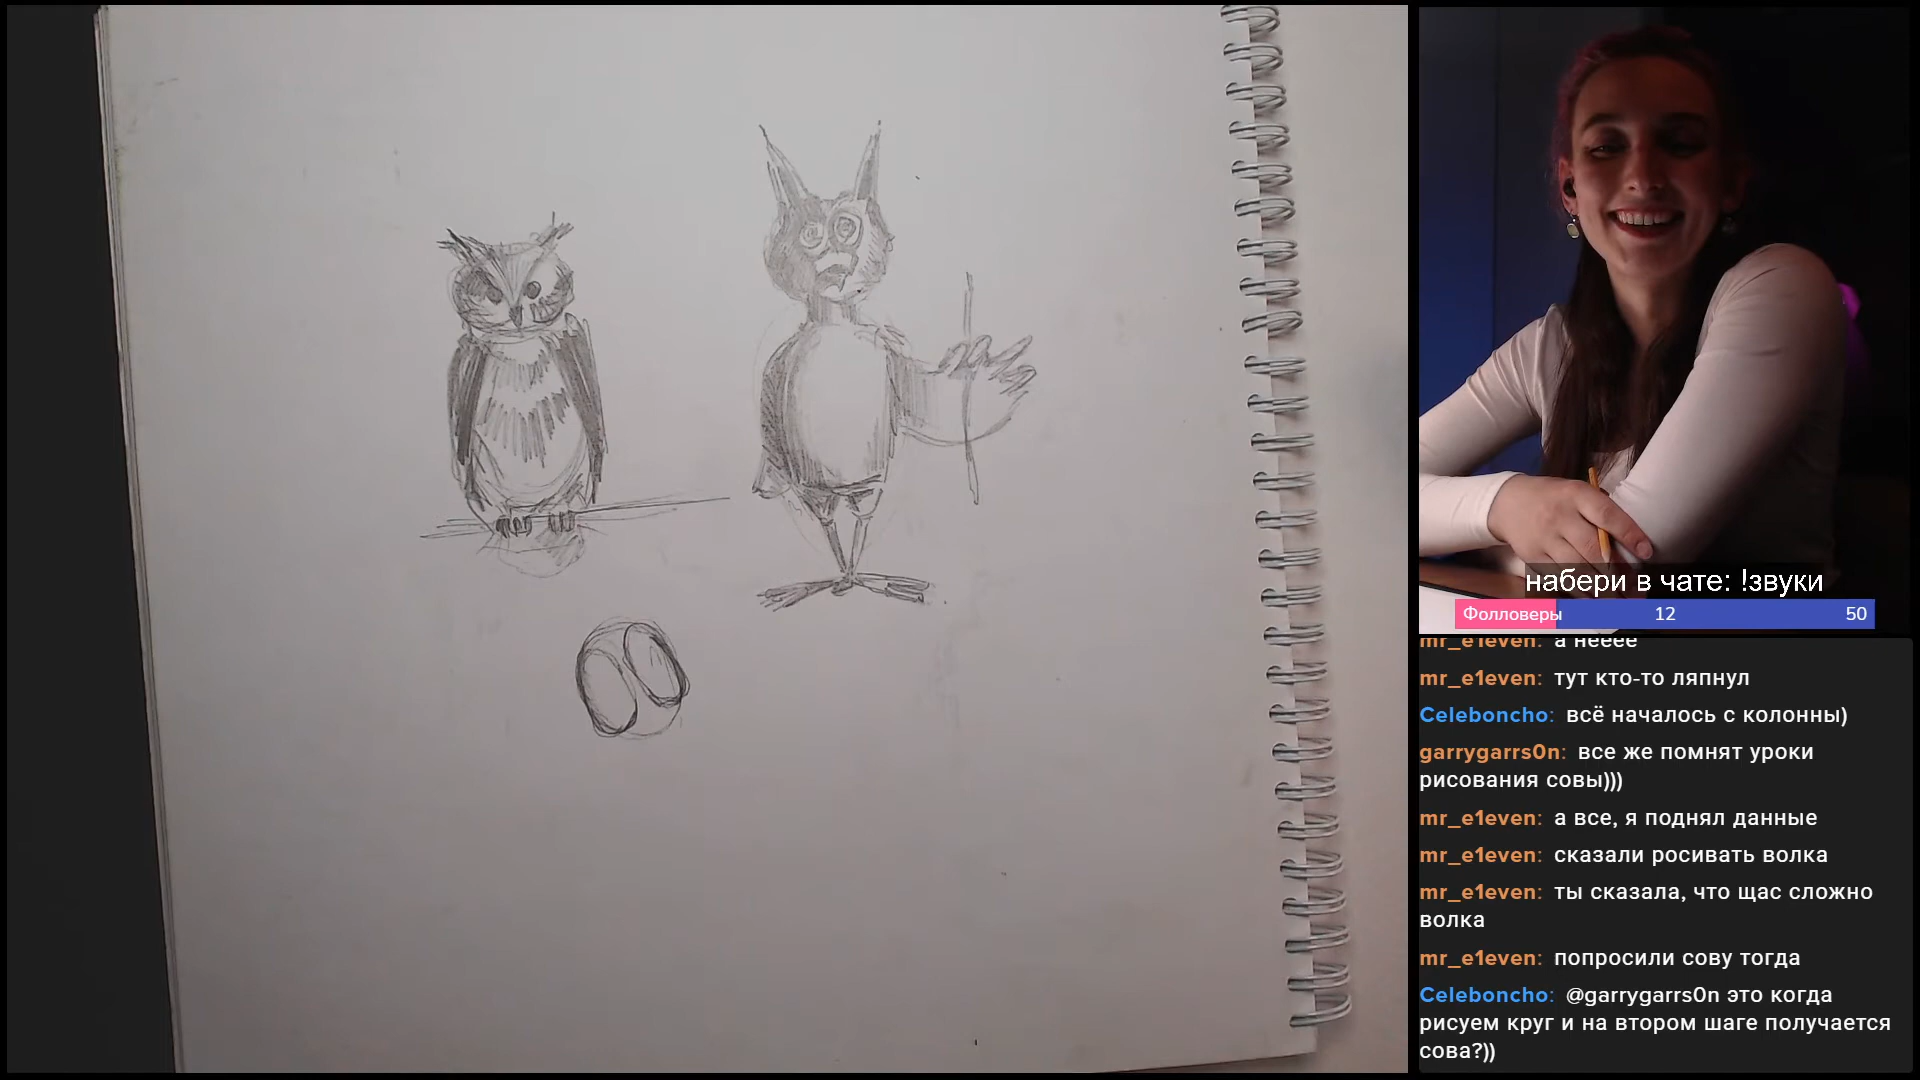 набери в чате: !звуки
Фолловеры 12 50
mr_e1even: а нееее
mr_e1even: тут кто-то ляпнул
Celeboncho: всё началось с колонны)
garrygarrs0n: все же помнят уроки
рисования совы)))
mr_e1even: а все, я поднял данные
mr_e1even: сказали росивать волка
mr_e1even: ты сказала, что щас сложно
волка
mr_e1even: попросили сову тогда
Celeboncho: @garrygarrs0n это когда
рисуем круг и на втором шаге получается
сова?))